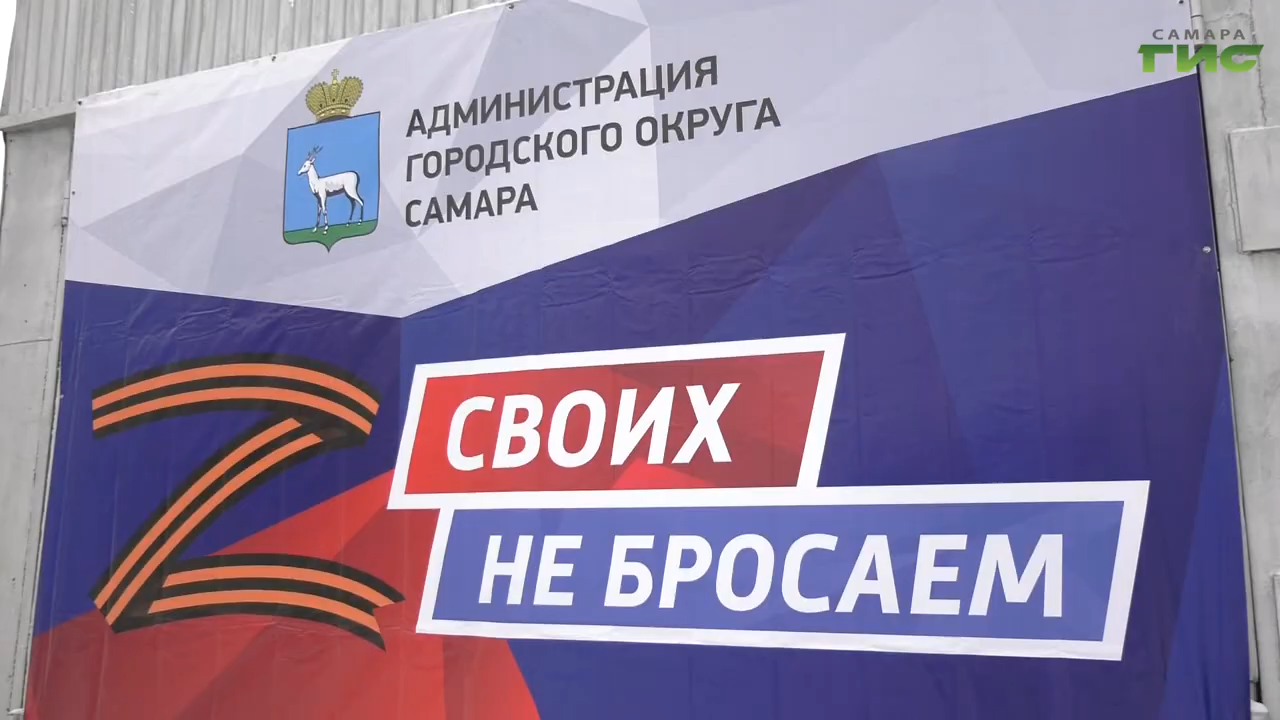 САМАРА
ГИС
АДМИНИСТРАЦИЯ
ГОРОДСКОГО ОКРУГА
САМАРА
Z
СВОИХ
НЕ БРОСАЕМ